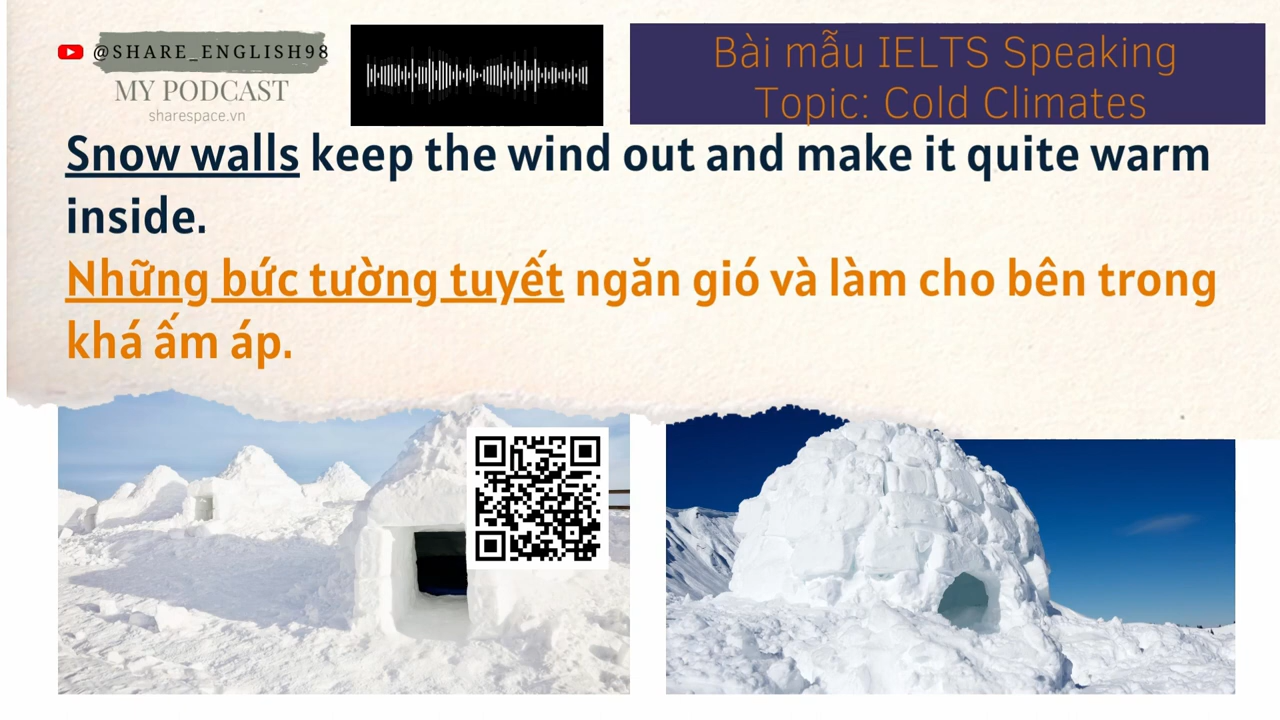 @SHARE_ENGLISH98
MY PODCAST
sharespace.vn
Bài mẫu IELTS Speaking
Topic: Cold Climates
Snow walls keep the wind out and make it quite warm
inside.
Những bức tường tuyết ngăn gió và làm cho bên trong
khá ấm áp.